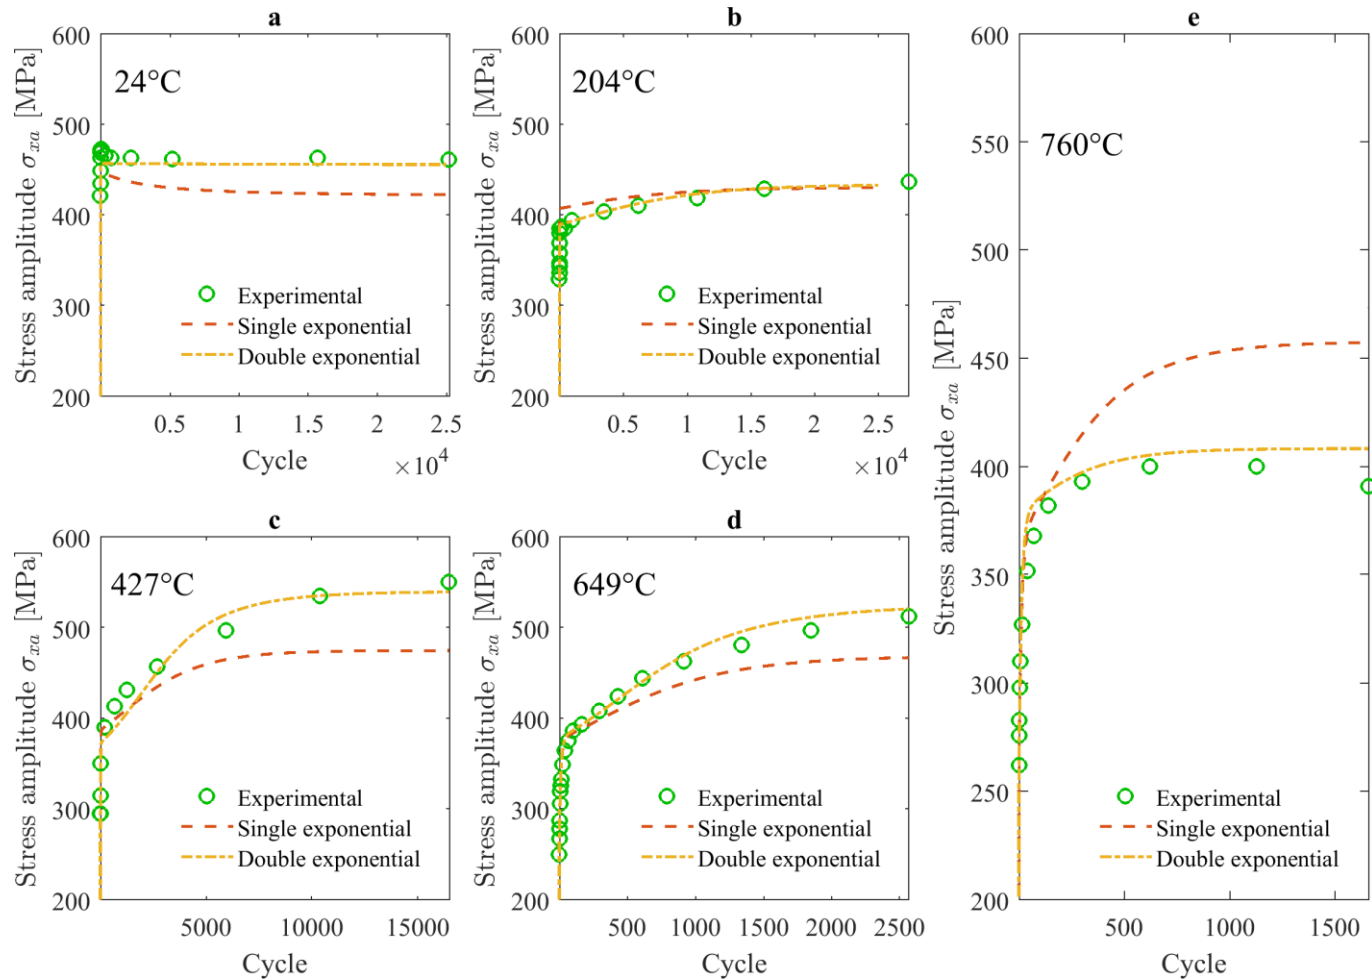 a
600
500
400
300
200
Stress amplitude σxa [MPa]
24°C
Experimental
Single exponential
Double exponential
0 0.5 1 1.5 2 2.5
Cycle ×10^4
b
600
500
400
300
200
Stress amplitude σxa [MPa]
204°C
Experimental
Single exponential
Double exponential
0.5 1 1.5 2 2.5
Cycle ×10^4
c
600
500
400
300
200
Stress amplitude σxa [MPa]
427°C
Experimental
Single exponential
Double exponential
5000 10000 15000
Cycle
d
600
500
400
300
200
Stress amplitude σxa [MPa]
649°C
Experimental
Single exponential
Double exponential
500 1000 1500 2000 2500
Cycle
e
600
550
500
450
400
350
300
250
200
Stress amplitude σxa [MPa]
760°C
Experimental
Single exponential
Double exponential
500 1000 1500
Cycle